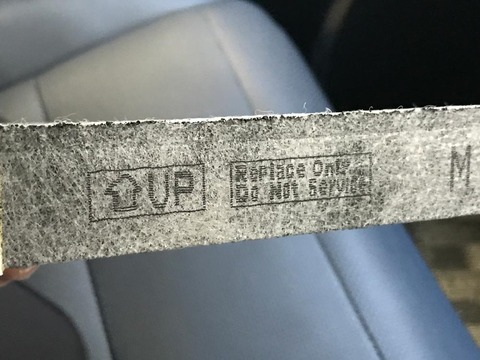 UP
Replace Only
Do Not Service
M